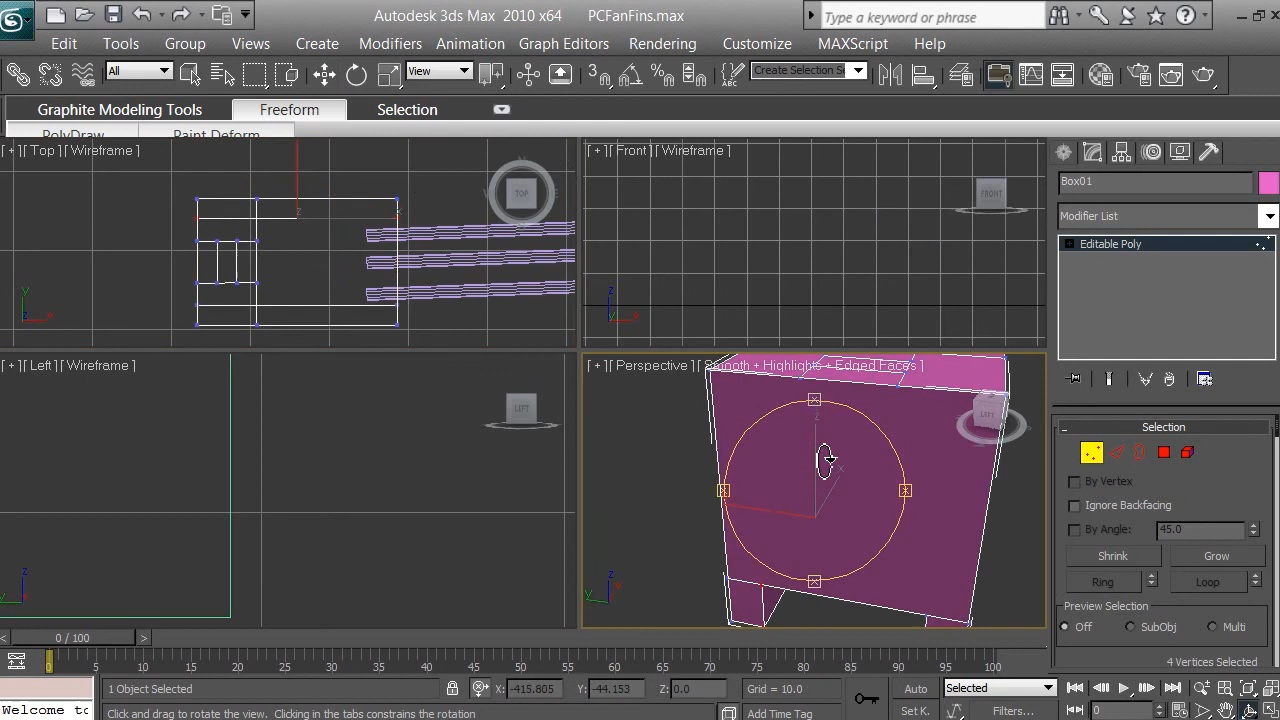 Autodesk 3ds Max 2010 x64 PCFanFins.max
Type a keyword or phrase
Edit Tools Group Views Create Modifiers Animation Graph Editors Rendering Customize MAXScript Help
All
View
Create Selection Se
Graphite Modeling Tools Freeform Selection
PolyDraw Paint Deform
[ + ][ Top ][ Wireframe ]
TOP
[ + ][ Front ][ Wireframe ]
FRONT
Box01
Modifier List
Editable Poly
[ + ][ Left ][ Wireframe ]
LEFT
[ + ][ Perspective ][ Smooth + Highlights + Edged Faces ]
LEFT
Selection
By Vertex
Ignore Backfacing
By Angle: 45.0
Shrink Grow
Ring Loop
Preview Selection
Off SubObj Multi
4 Vertices Selected
0 / 100
0 5 10 15 20 25 30 35 40 45 50 55 60 65 70 75 80 85 90 95 100
1 Object Selected X: -415.805 Y: -44.153 Z: 0.0 Grid = 10.0 Auto Selected
Welcome to Click and drag to rotate the view. Clicking in the tabs constrains the rotation Add Time Tag Set K. Filters... 0